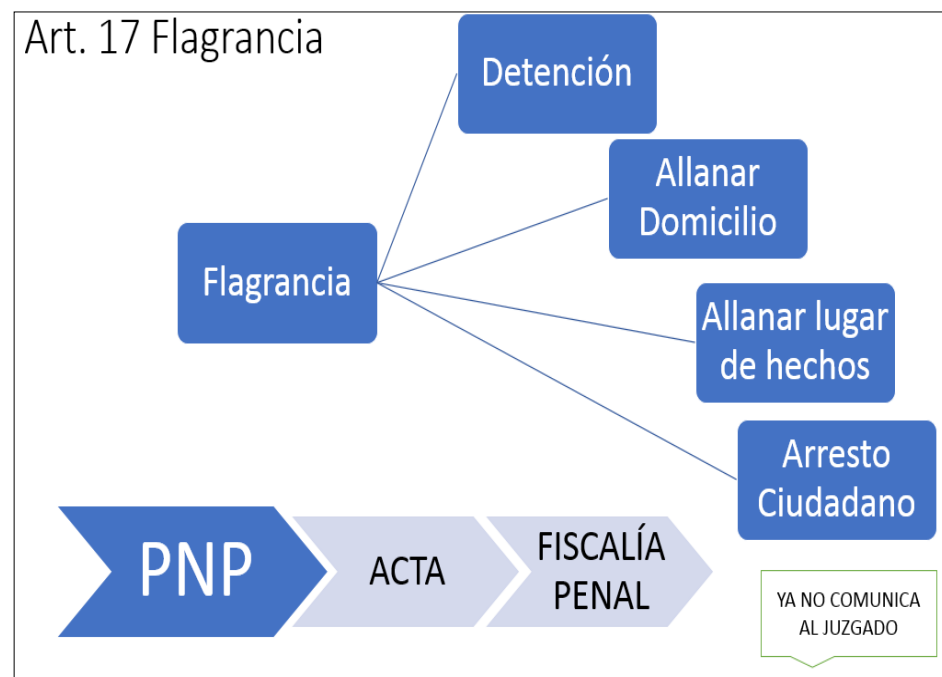 Art. 17 Flagrancia
Detención
Allanar
Domicilio
Flagrancia
Allanar lugar
de hechos
Arresto
Ciudadano
PNP
ACTA
FISCALÍA
PENAL
YA NO COMUNICA
AL JUZGADO